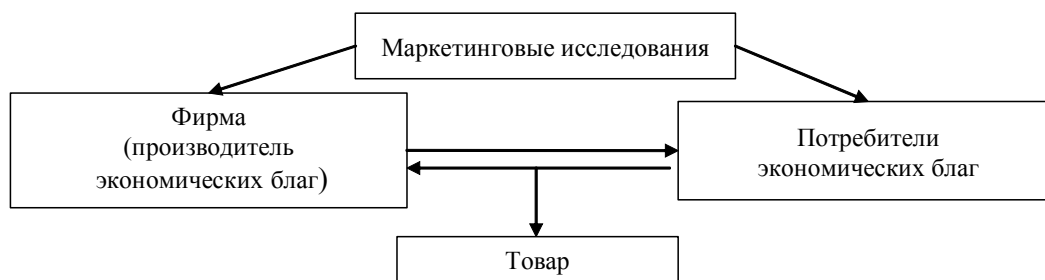 Маркетинговые исследования
Фирма
(производитель
экономических благ)
Потребители
экономических благ
Товар